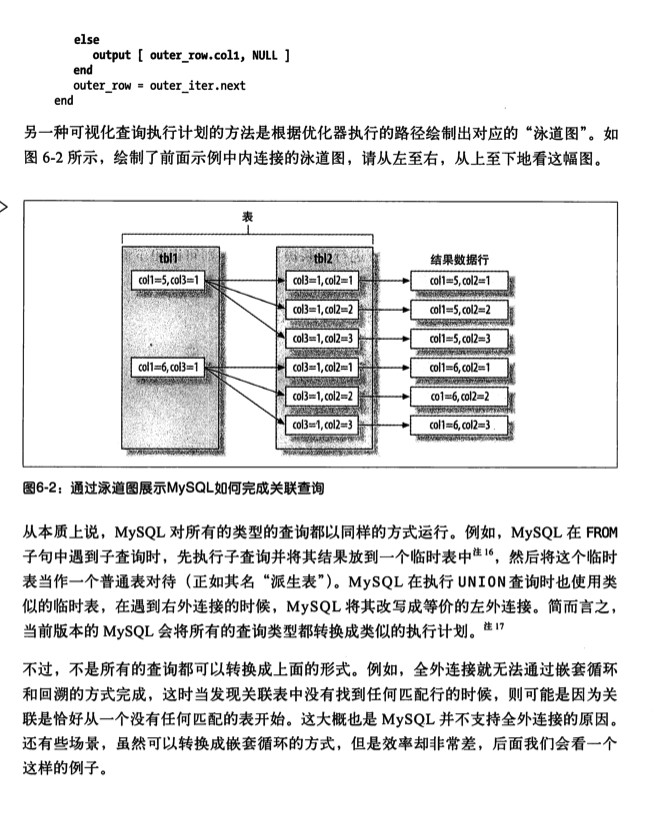 else
output [ outer_row.col1, NULL ]
end
outer_row = outer_iter.next
end
另一种可视化查询执行计划的方法是根据优化器执行的路径绘制出对应的“泳道图”。如
图 6-2 所示，绘制了前面示例中内连接的泳道图，请从左至右，从上至下地看这幅图。
表
tbl1
tbl2
结果数据行
col1=5,col3=1
col3=1,col2=1
col1=5,col2=1
col3=1,col2=2
col1=5,col2=2
col3=1,col2=3
col1=5,col2=3
col1=6,col3=1
col3=1,col2=1
col1=6,col2=1
col3=1,col2=2
co1=6,col2=2
col3=1,col2=3
col1=6,col2=3
图6-2：通过泳道图展示MySQL如何完成关联查询
从本质上说，MySQL 对所有的类型的查询都以同样的方式运行。例如，MySQL 在 FROM
子句中遇到子查询时，先执行子查询并将其结果放到一个临时表中注16，然后将这个临时
表当作一个普通表对待（正如其名“派生表”）。MySQL 在执行 UNION 查询时也使用类
似的临时表，在遇到右外连接的时候，MySQL 将其改写成等价的左外连接。简而言之，
当前版本的 MySQL 会将所有的查询类型都转换成类似的执行计划。注17
不过，不是所有的查询都可以转换成上面的形式。例如，全外连接就无法通过嵌套循环
和回溯的方式完成，这时当发现关联表中没有找到任何匹配行的时候，则可能是因为关
联是恰好从一个没有任何匹配的表开始。这大概也是 MySQL 并不支持全外连接的原因。
还有些场景，虽然可以转换成嵌套循环的方式，但是效率却非常差，后面我们会看一个
这样的例子。